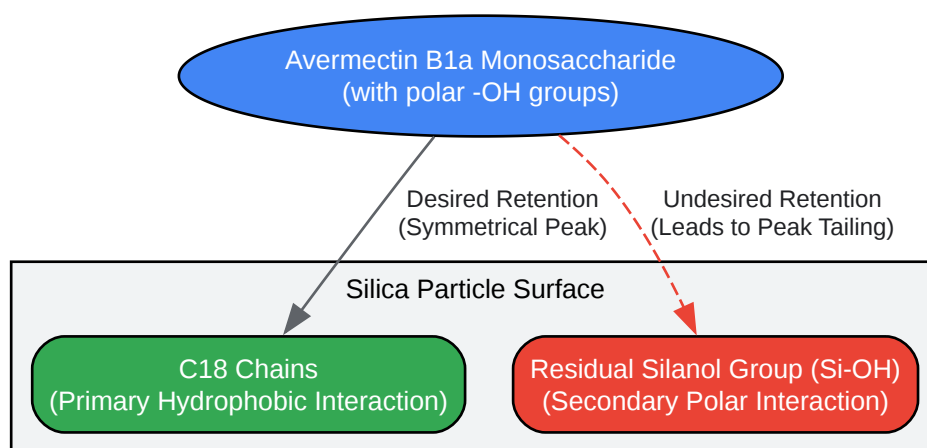 Avermectin B1a Monosaccharide
(with polar -OH groups)
Desired Retention
(Symmetrical Peak)
Undesired Retention
(Leads to Peak Tailing)
Silica Particle Surface
C18 Chains
(Primary Hydrophobic Interaction)
Residual Silanol Group (Si-OH)
(Secondary Polar Interaction)